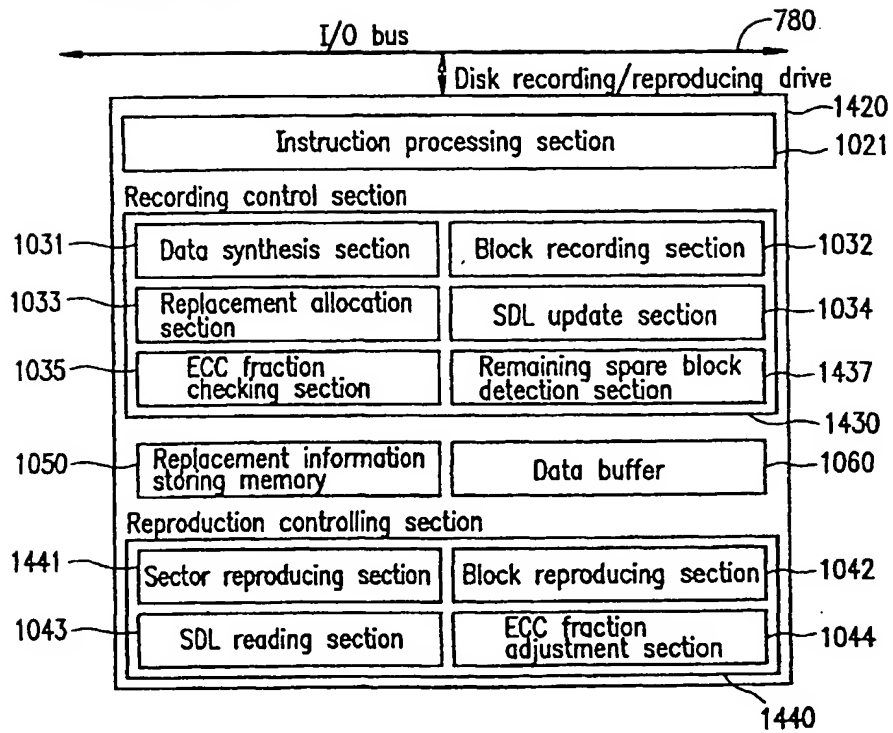 780
I/O bus
Disk recording/reproducing drive
1420
Instruction processing section
1021
Recording control section
1031
Data synthesis section
Block recording section
1032
1033
Replacement allocation
section
SDL update section
1034
1035
ECC fraction
checking section
Remaining spare block
detection section
1437
1430
1050
Replacement information
storing memory
Data buffer
1060
Reproduction controlling section
1441
Sector reproducing section
Block reproducing section
1042
1043
SDL reading section
ECC fraction
adjustment section
1044
1440